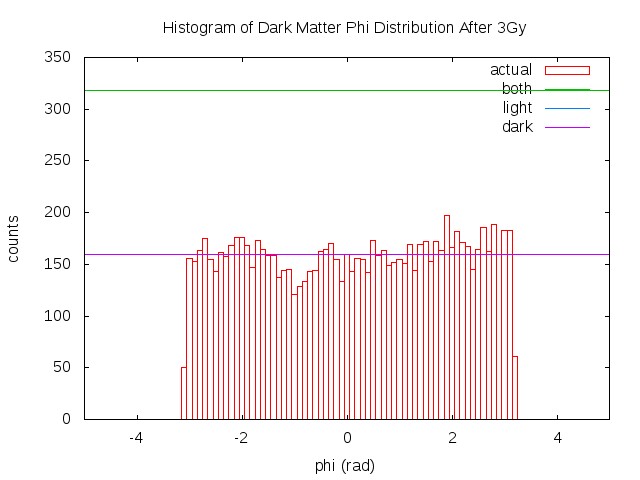 Histogram of Dark Matter Phi Distribution After 3Gy
350
300
250
200
150
100
50
0
counts
actual
both
light
dark
-4
-2
0
2
4
phi (rad)